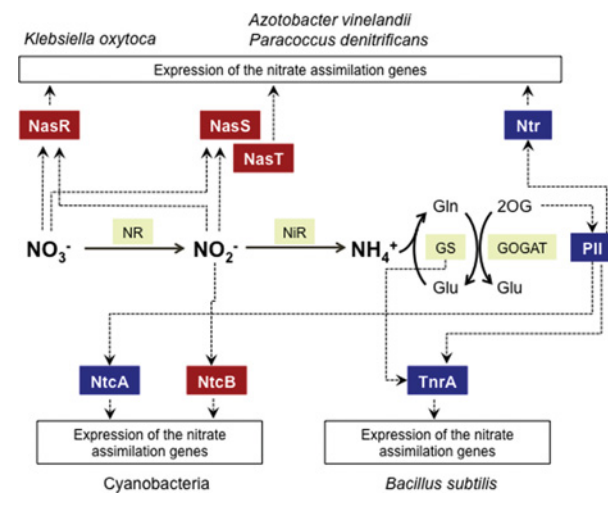 Azotobacter vinelandii
Klebsiella oxytoca
Paracoccus denitrificans
Expression of the nitrate assimilation genes
NasR
NasS
Ntr
NasT
Gln
2OG
NR
NiR
NO₃⁻
NO₂⁻
NH₄⁺
GS
GOGAT
PII
Glu
Glu
NtcA
NtcB
TnrA
Expression of the nitrate
assimilation genes
Expression of the nitrate
assimilation genes
Cyanobacteria
Bacillus subtilis